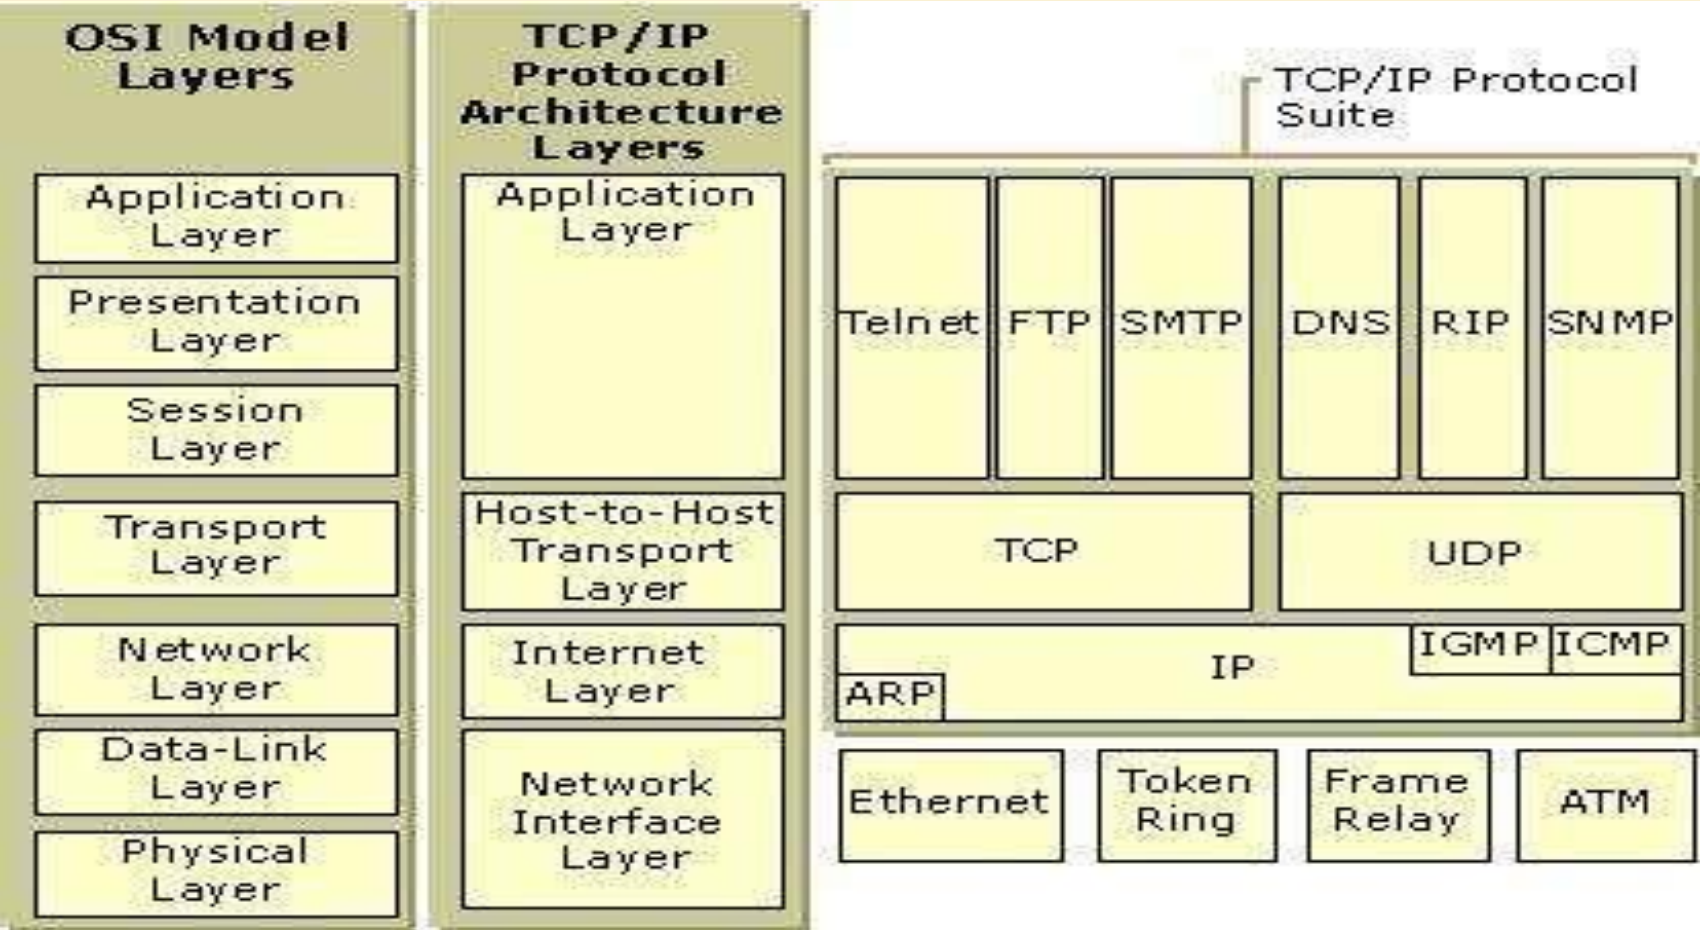 OSI Model
Layers
Application
Layer
Presentation
Layer
Session
Layer
Transport
Layer
Network
Layer
Data-Link
Layer
Physical
Layer
TCP/IP
Protocol
Architecture
Layers
Application
Layer
Host-to-Host
Transport
Layer
Internet
Layer
Network
Interface
Layer
TCP/IP Protocol
Suite
Telnet
FTP
SMTP
DNS
RIP
SNMP
TCP
UDP
IP
IGMP
ICMP
ARP
Ethernet
Token
Ring
Frame
Relay
ATM